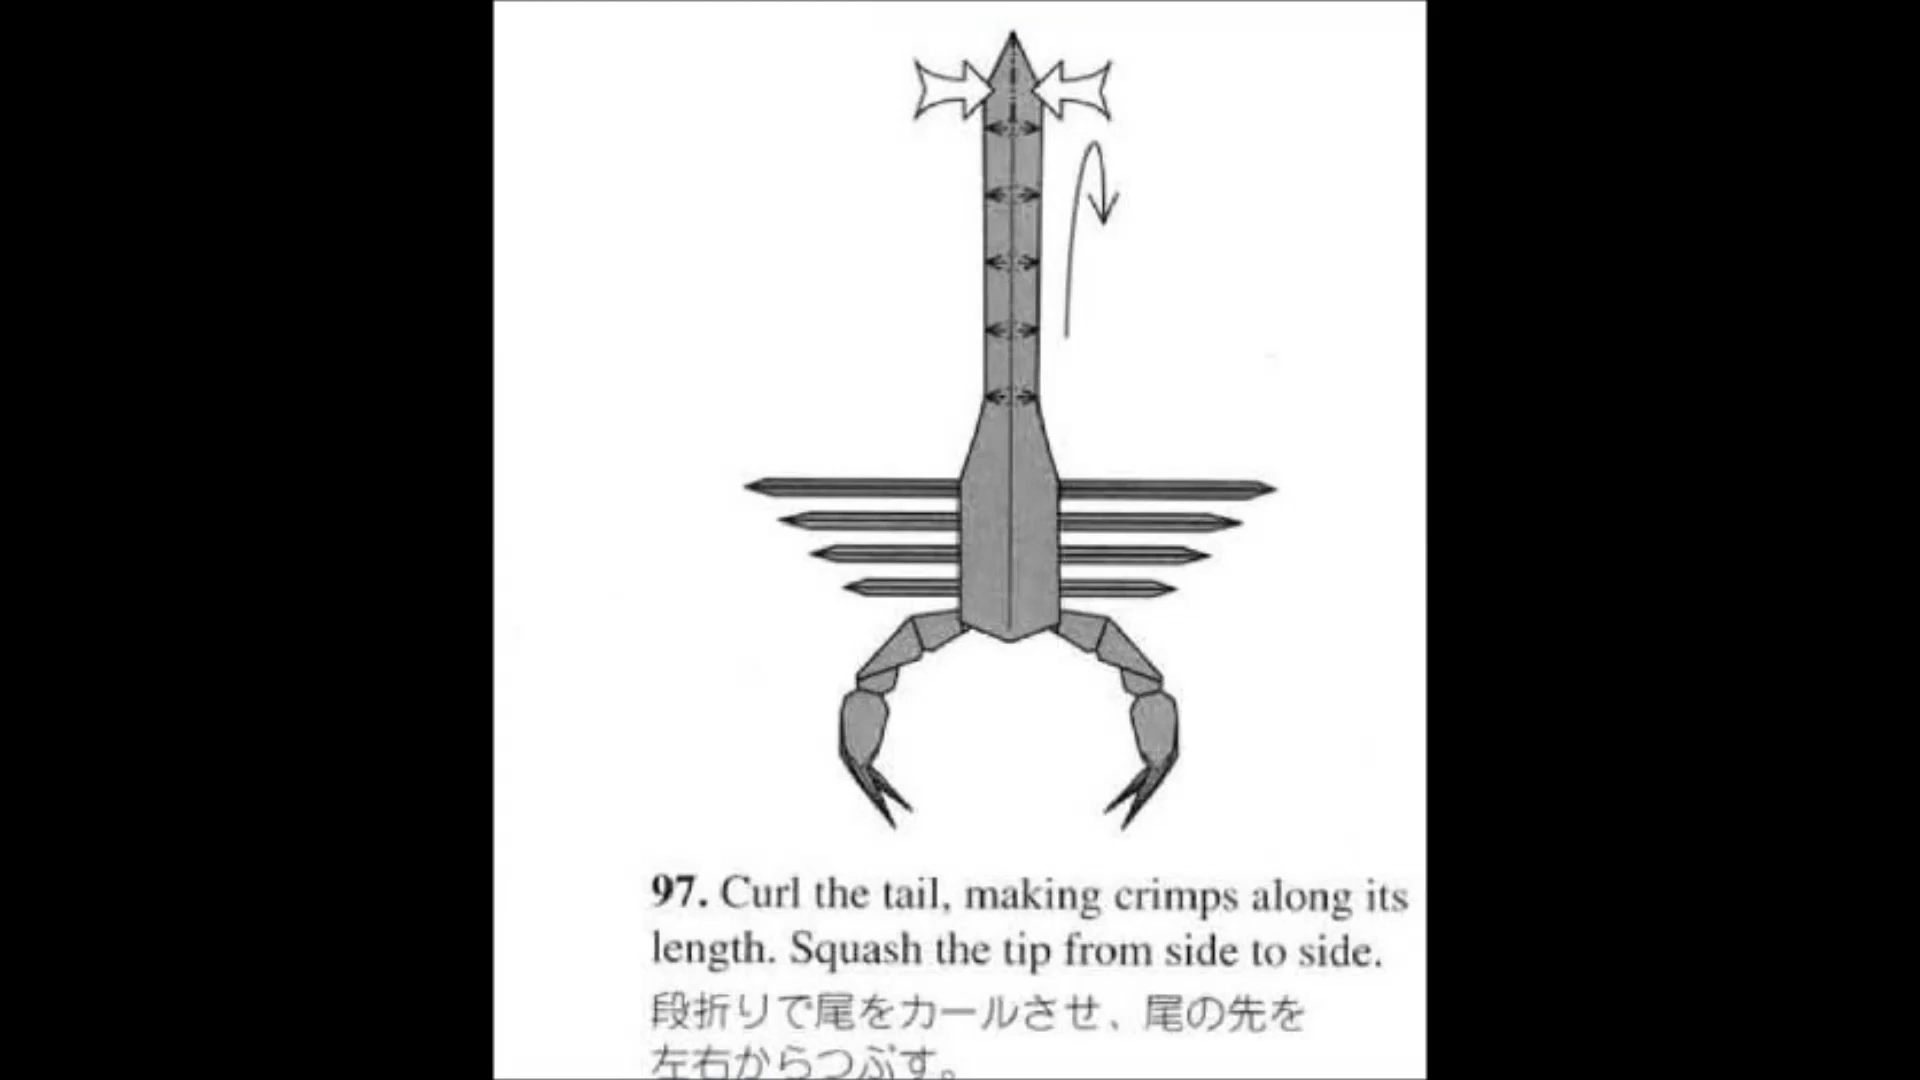 97. Curl the tail, making crimps along its
length. Squash the tip from side to side.
段折りで尾をカールさせ、尾の先を
左右からつぶす。